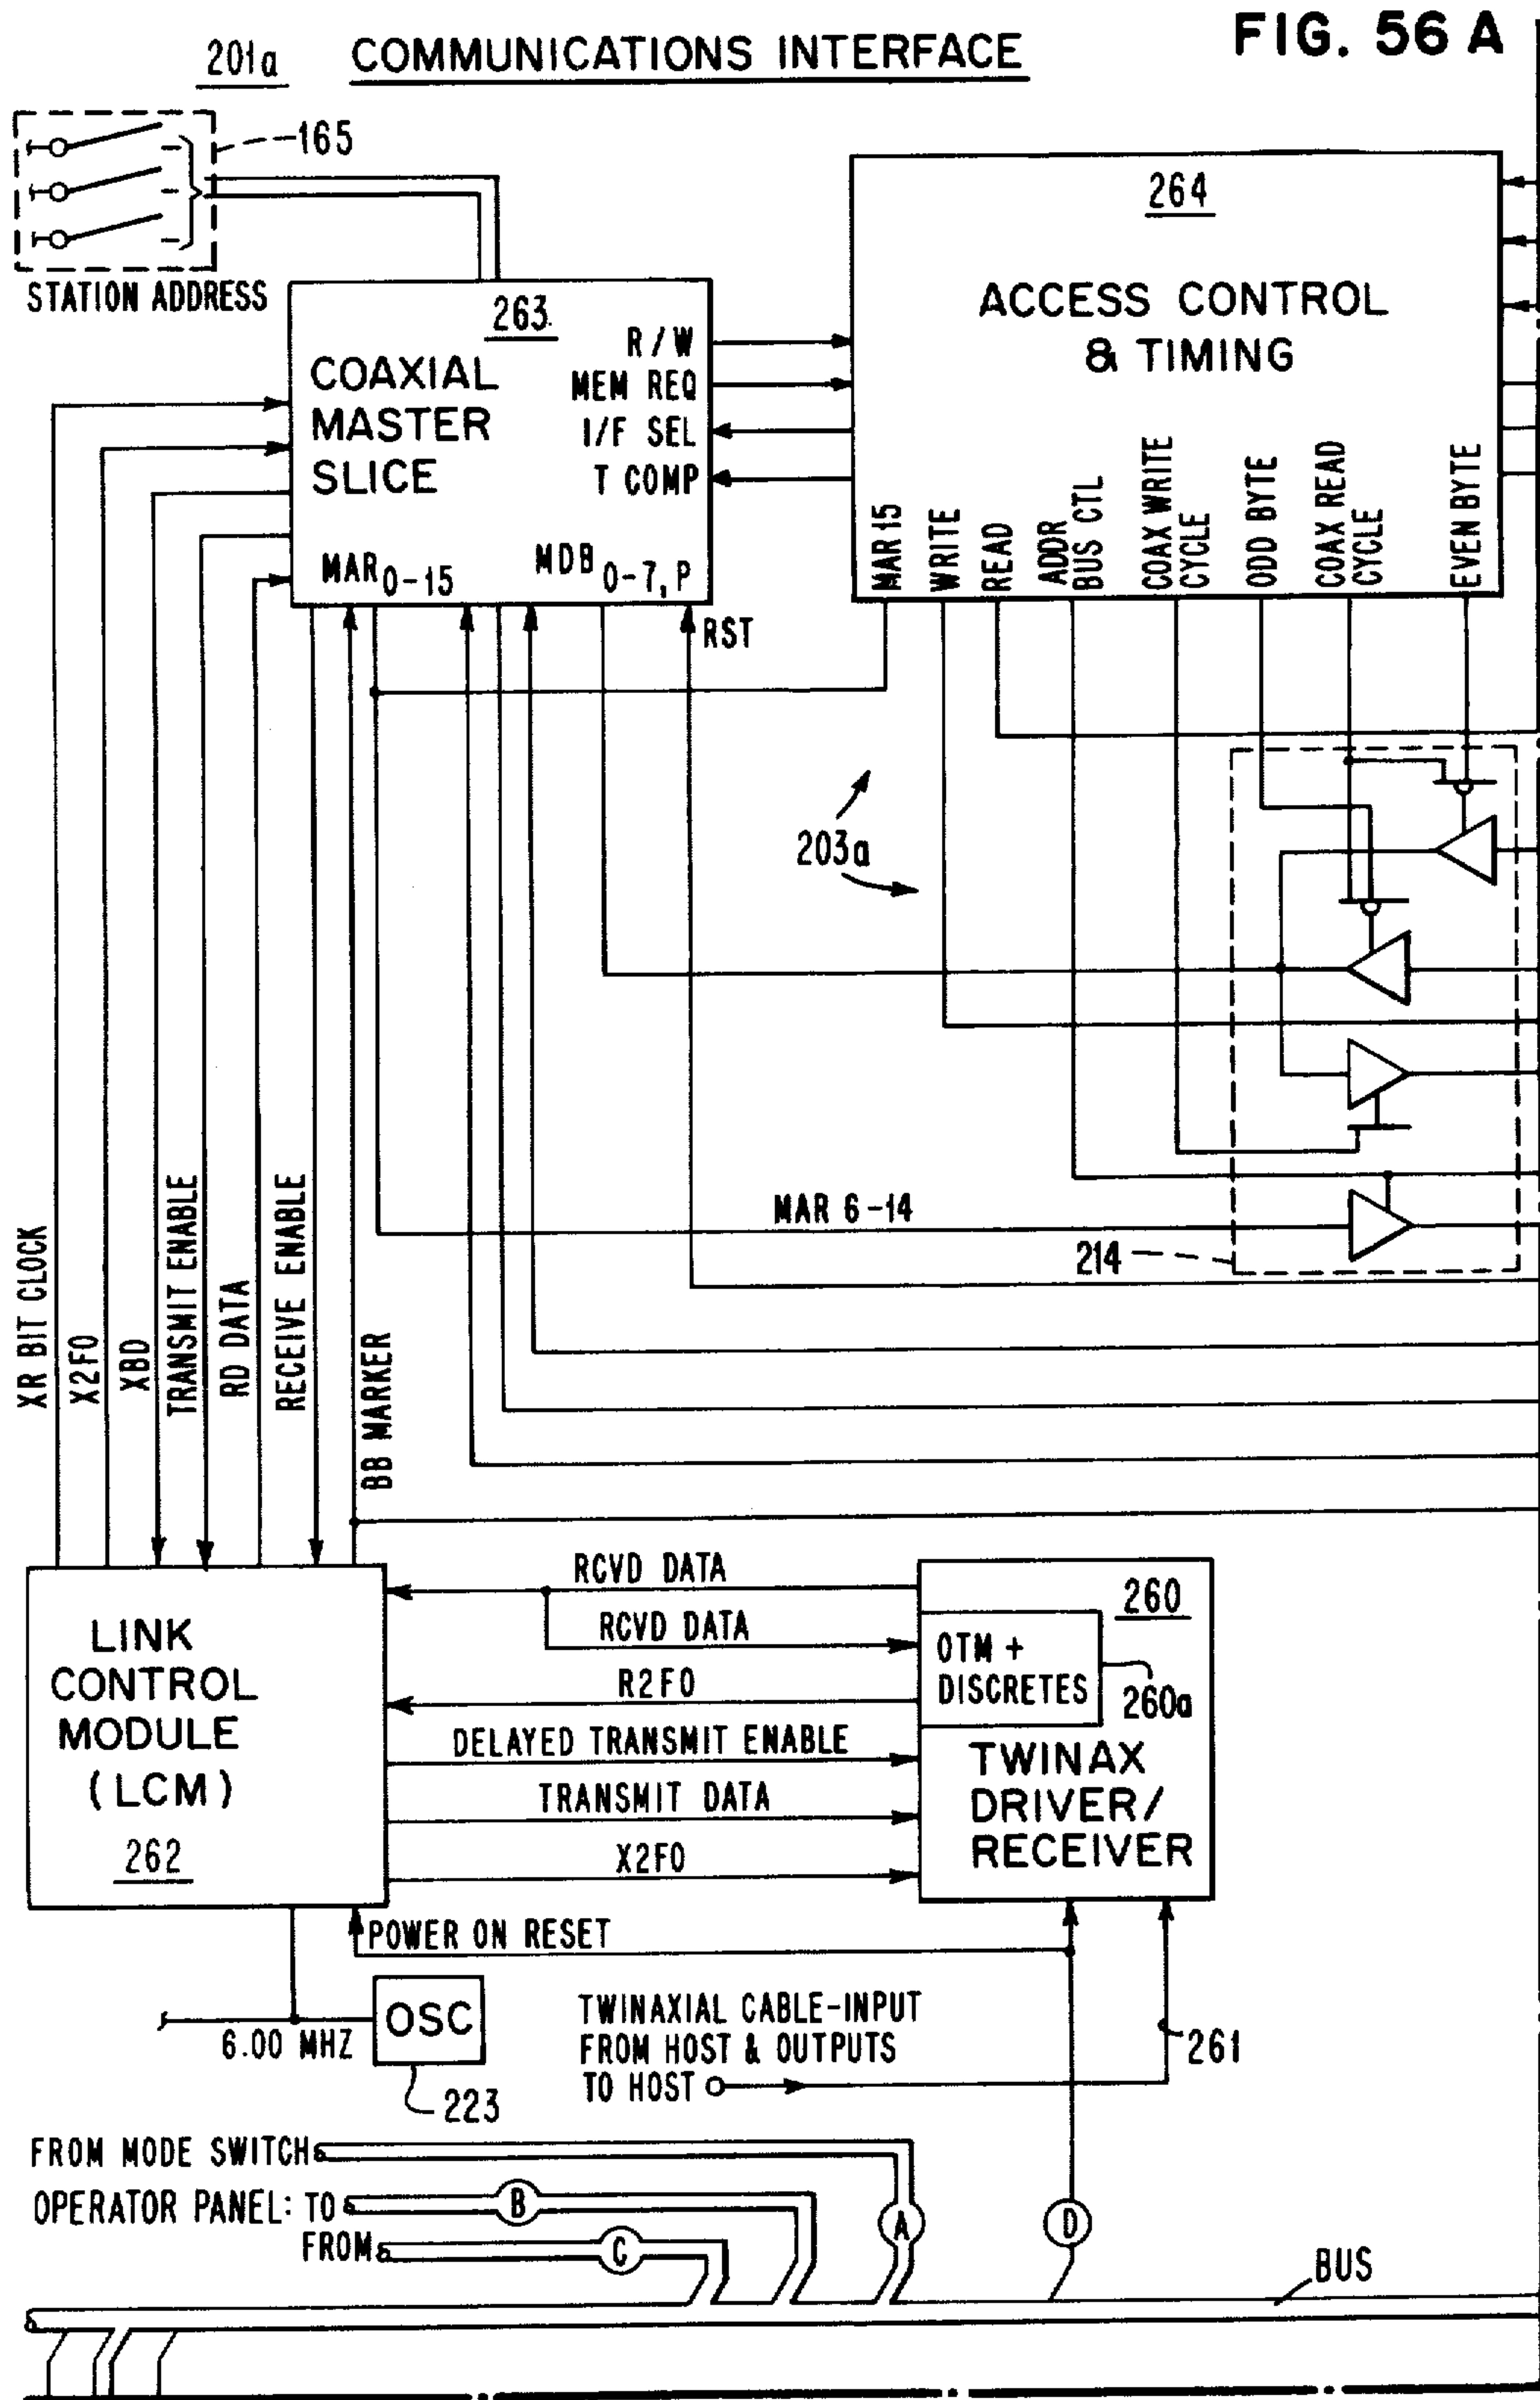 FIG. 56 A
201a COMMUNICATIONS INTERFACE
165
STATION ADDRESS
263
COAXIAL
MASTER
SLICE
R/W
MEM REQ
I/F SEL
T COMP
MAR 0-15
MDB 0-7, P
RST
264
ACCESS CONTROL
& TIMING
MAR 15
WRITE
READ
ADDR
BUS CTL
COAX WRITE
CYCLE
ODD BYTE
COAX READ
CYCLE
EVEN BYTE
203a
MAR 6-14
214
XR BIT CLOCK
X2F0
XBD
TRANSMIT ENABLE
RD DATA
RECEIVE ENABLE
BB MARKER
LINK
CONTROL
MODULE
(LCM)
262
RCVD DATA
RCVD DATA
R2F0
DELAYED TRANSMIT ENABLE
TRANSMIT DATA
X2F0
260
OTM +
DISCRETES
260a
TWINAX
DRIVER/
RECEIVER
POWER ON RESET
OSC
6.00 MHZ
223
TWINAXIAL CABLE-INPUT
FROM HOST & OUTPUTS
TO HOST
261
FROM MODE SWITCH
OPERATOR PANEL: TO
B
FROM
C
A
D
BUS